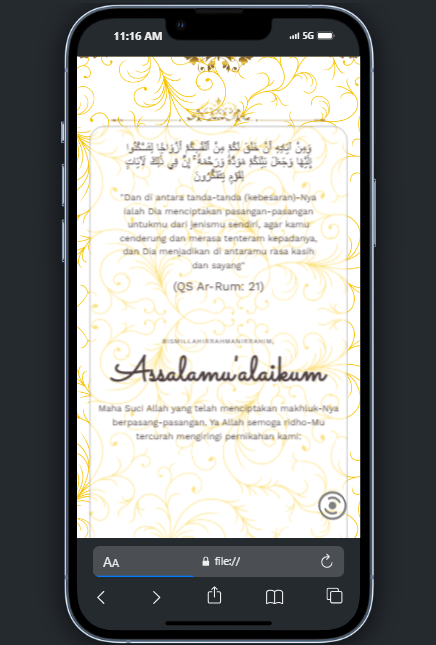 11:16 AM
5G
وَمِنْ آيَاتِهِ أَنْ خَلَقَ لَكُمْ مِنْ أَنْفُسِكُمْ أَزْوَاجًا لِتَسْكُنُوا
إِلَيْهَا وَجَعَلَ بَيْنَكُمْ مَوَدَّةً وَرَحْمَةً ۚ إِنَّ فِي ذَٰلِكَ لَآيَاتٍ
لِقَوْمٍ يَتَفَكَّرُونَ
"Dan di antara tanda-tanda (kebesaran)-Nya
ialah Dia menciptakan pasangan-pasangan
untukmu dari jenismu sendiri, agar kamu
cenderung dan merasa tenteram kepadanya,
dan Dia menjadikan di antaramu rasa kasih
dan sayang"
(QS Ar-Rum: 21)
BISMILLAHIRRAHMANIRRAHIM,
Assalamu'alaikum
Maha Suci Allah yang telah menciptakan makhluk-Nya
berpasang-pasangan. Ya Allah semoga ridho-Mu
tercurah mengiringi pernikahan kami:
AA file://